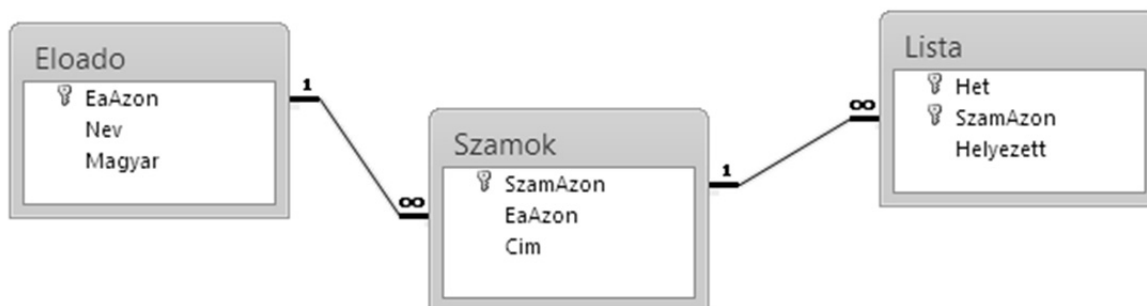 Eloado
EaAzon
Nev
Magyar
1
∞
Szamok
SzamAzon
EaAzon
Cim
1
∞
Lista
Het
SzamAzon
Helyezett